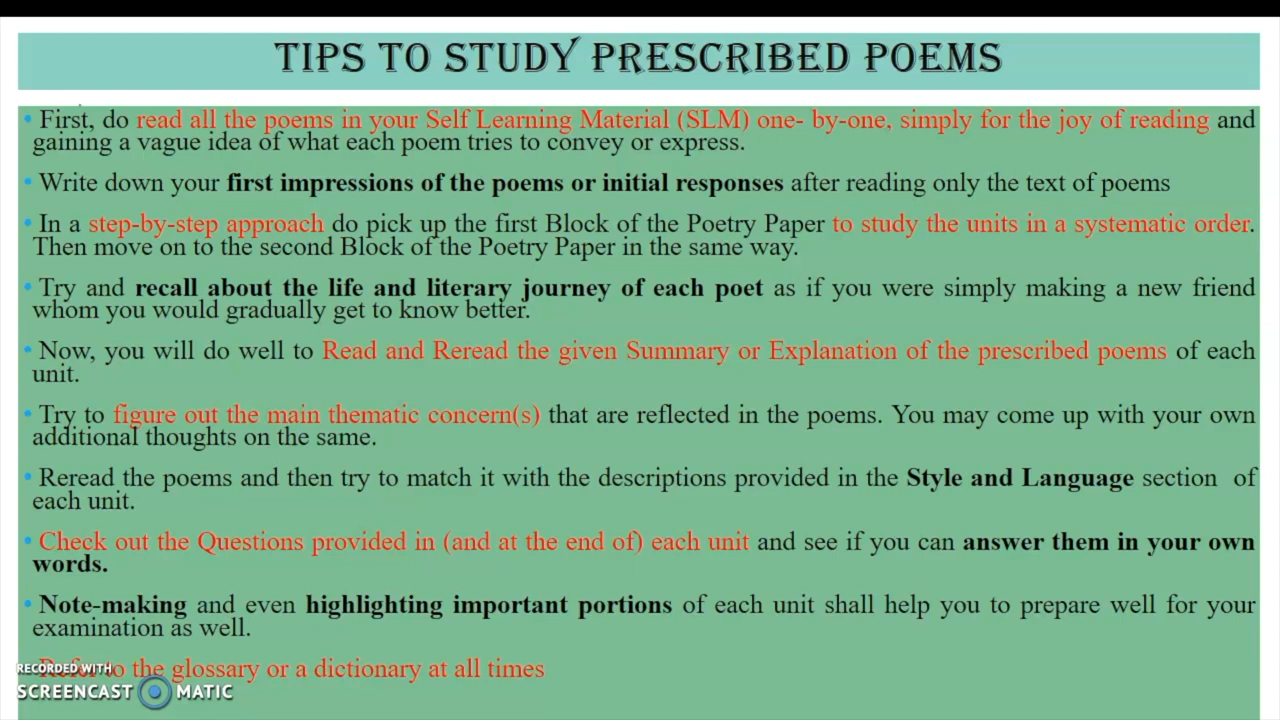 TIPS TO STUDY PRESCRIBED POEMS
• First, do read all the poems in your Self Learning Material (SLM) one- by-one, simply for the joy of reading and
gaining a vague idea of what each poem tries to convey or express.
• Write down your first impressions of the poems or initial responses after reading only the text of poems
• In a step-by-step approach do pick up the first Block of the Poetry Paper to study the units in a systematic order.
Then move on to the second Block of the Poetry Paper in the same way.
• Try and recall about the life and literary journey of each poet as if you were simply making a new friend
whom you would gradually get to know better.
• Now, you will do well to Read and Reread the given Summary or Explanation of the prescribed poems of each
unit.
• Try to figure out the main thematic concern(s) that are reflected in the poems. You may come up with your own
additional thoughts on the same.
• Reread the poems and then try to match it with the descriptions provided in the Style and Language section of
each unit.
• Check out the Questions provided in (and at the end of) each unit and see if you can answer them in your own
words.
• Note-making and even highlighting important portions of each unit shall help you to prepare well for your
examination as well.
• Refer to the glossary or a dictionary at all times
RECORDED WITH
SCREENCAST MATIC